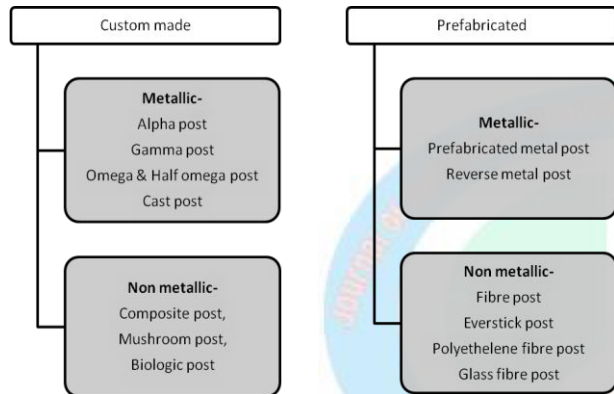 Custom made
Metallic-
Alpha post
Gamma post
Omega & Half omega post
Cast post
Non metallic-
Composite post,
Mushroom post,
Biologic post
Prefabricated
Metallic-
Prefabricated metal post
Reverse metal post
Non metallic-
Fibre post
Everstick post
Polyethelene fibre post
Glass fibre post
Journal of